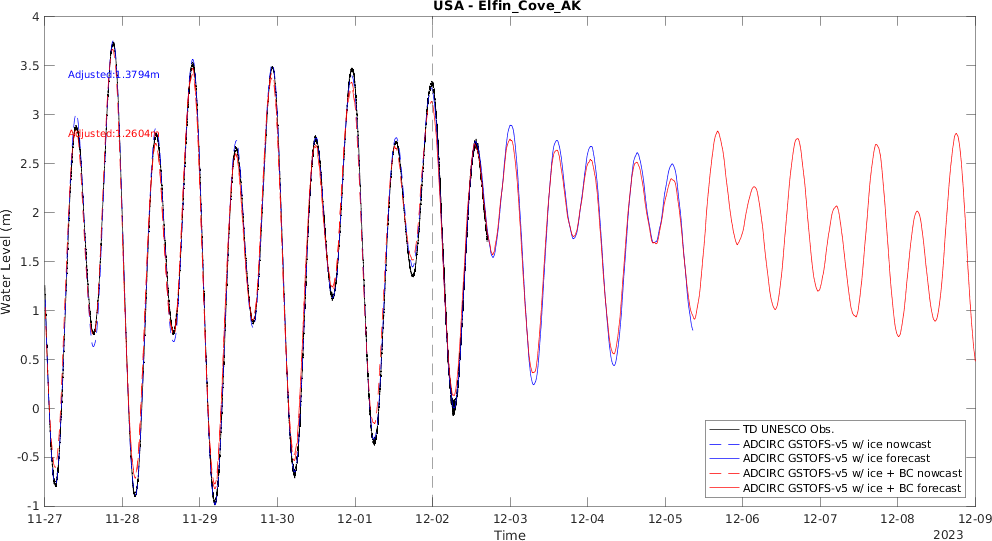 USA - Elfin_Cove_AK
4
3.5
3
2.5
2
1.5
1
0.5
0
-0.5
-1
Water Level (m)
Adjusted:1.3794m
Adjusted:1.2604m
TD UNESCO Obs.
ADCIRC GSTOFS-v5 w/ ice nowcast
ADCIRC GSTOFS-v5 w/ ice forecast
ADCIRC GSTOFS-v5 w/ ice + BC nowcast
ADCIRC GSTOFS-v5 w/ ice + BC forecast
11-27 11-28 11-29 11-30 12-01 12-02 12-03 12-04 12-05 12-06 12-07 12-08 12-09
Time
2023